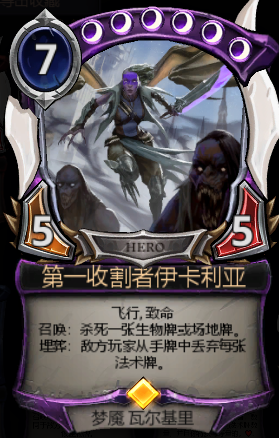 7
5
HERO
5
第一收割者伊卡利亚
飞行,致命
召唤：杀死一张生物牌或场地牌。
埋葬：敌方玩家从手牌中丢弃每张
法术牌。
梦魇 瓦尔基里